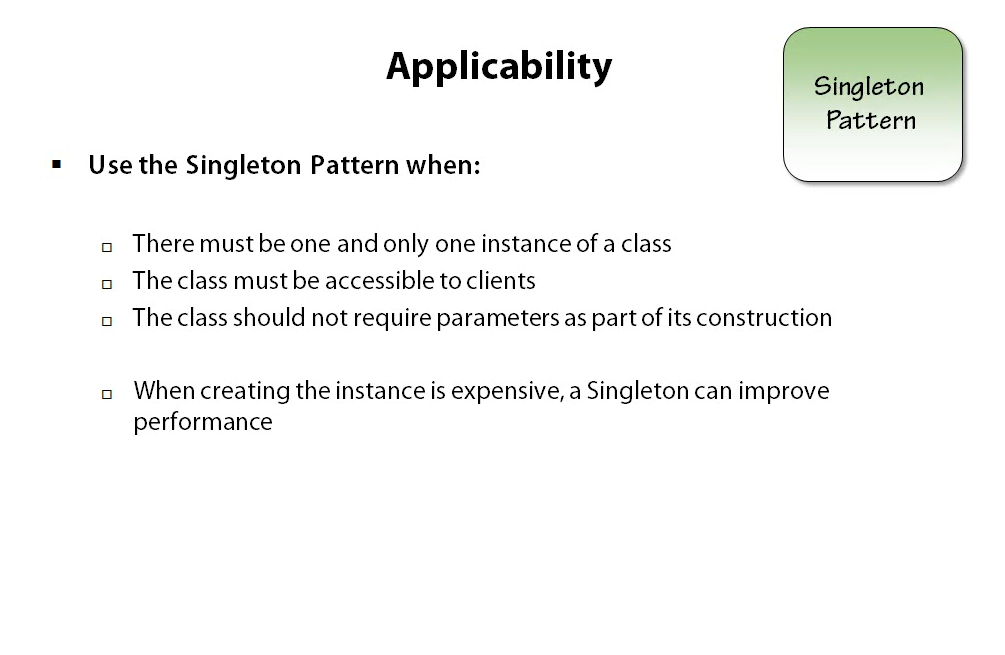 Applicability
Singleton
Pattern
Use the Singleton Pattern when:
There must be one and only one instance of a class
The class must be accessible to clients
The class should not require parameters as part of its construction
When creating the instance is expensive, a Singleton can improve
performance